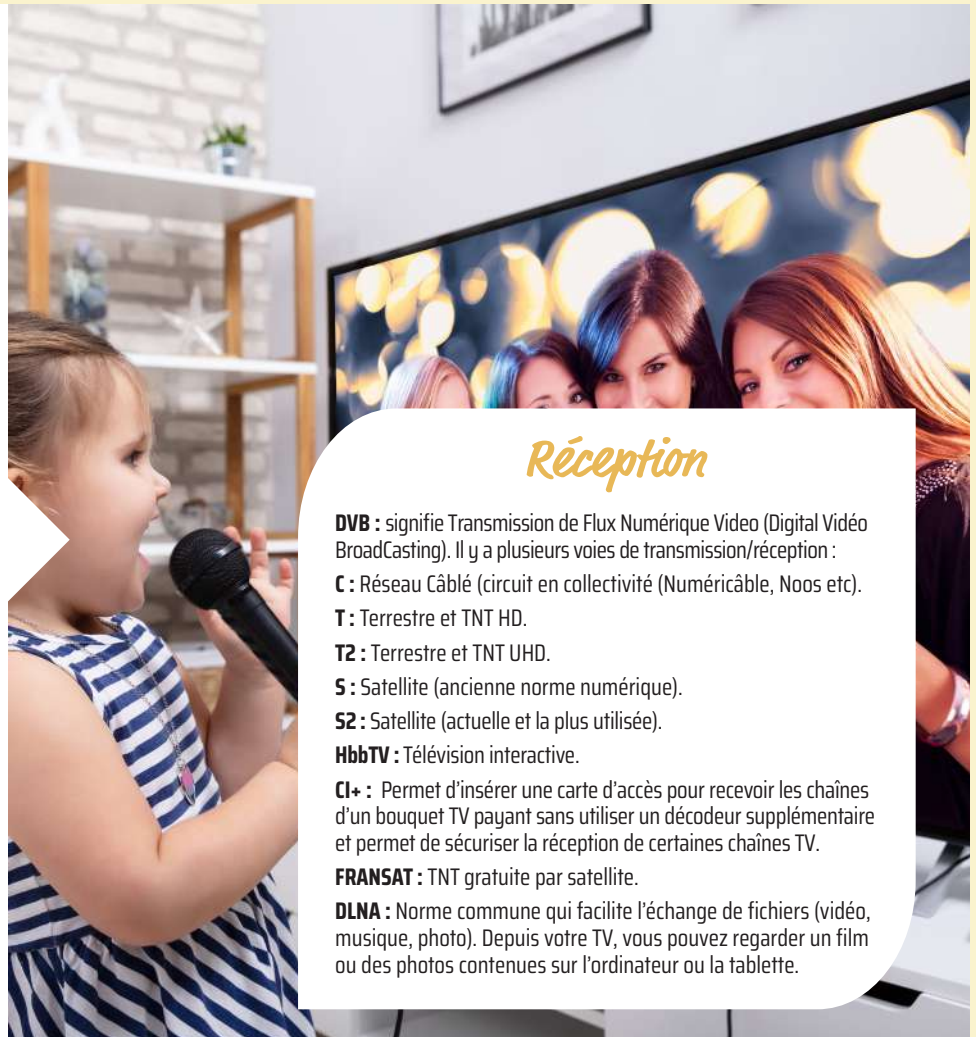 Réception
DVB : signifie Transmission de Flux Numérique Video (Digital Vidéo
BroadCasting). Il y a plusieurs voies de transmission/réception :
C : Réseau Câblé (circuit en collectivité (Numéricâble, Noos etc).
T : Terrestre et TNT HD.
T2 : Terrestre et TNT UHD.
S : Satellite (ancienne norme numérique).
S2 : Satellite (actuelle et la plus utilisée).
HbbTV : Télévision interactive.
CI+ : Permet d'insérer une carte d'accès pour recevoir les chaînes
d'un bouquet TV payant sans utiliser un décodeur supplémentaire
et permet de sécuriser la réception de certaines chaînes TV.
FRANSAT : TNT gratuite par satellite.
DLNA : Norme commune qui facilite l'échange de fichiers (vidéo,
musique, photo). Depuis votre TV, vous pouvez regarder un film
ou des photos contenues sur l'ordinateur ou la tablette.